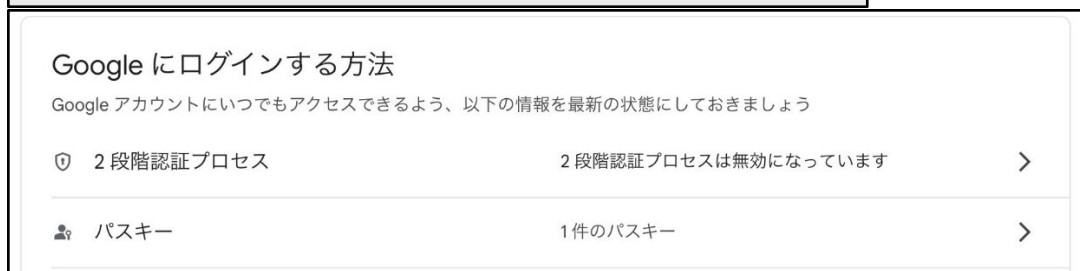 Google にログインする方法
Google アカウントにいつでもアクセスできるよう、以下の情報を最新の状態にしておきましょう
2 段階認証プロセス 2 段階認証プロセスは無効になっています
パスキー 1 件のパスキー